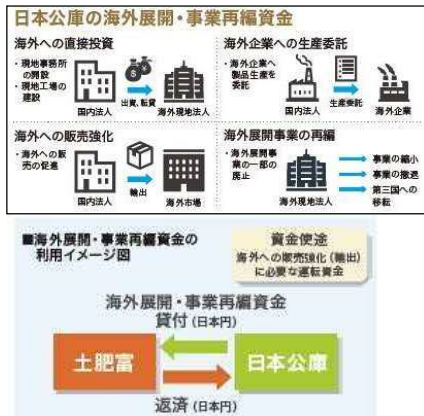 日本公庫の海外展開・事業再編資金
海外への直接投資
・現地事務所の開設
・現地工場の建設
国内法人
出資、転貸
海外現地法人
海外企業への生産委託
・海外企業へ製品生産を委託
国内法人
生産委託
海外企業
海外への販売強化
・海外への販売の促進
国内法人
輸出
海外市場
海外展開事業の再編
・海外展開事業の一部の廃止
海外現地法人
事業の縮小
事業の撤退
第三国への移転
■海外展開・事業再編資金の
利用イメージ図
資金使途
海外への販売強化(輸出)
に必要な運転資金
海外展開・事業再編資金
貸付(日本円)
土肥富
日本公庫
返済(日本円)